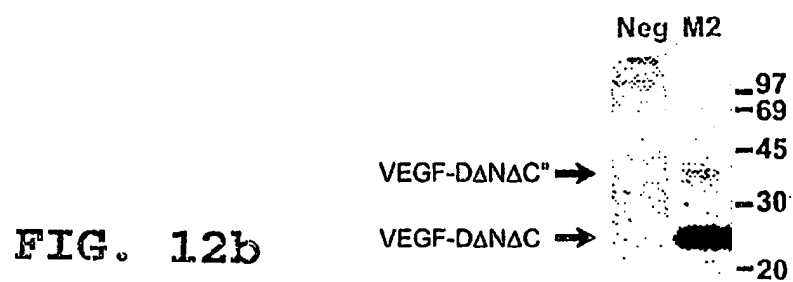 Neg M2
-97
-69
-45
VEGF-DΔNΔC"
-30
VEGF-DΔNΔC
FIG. 12b
-20